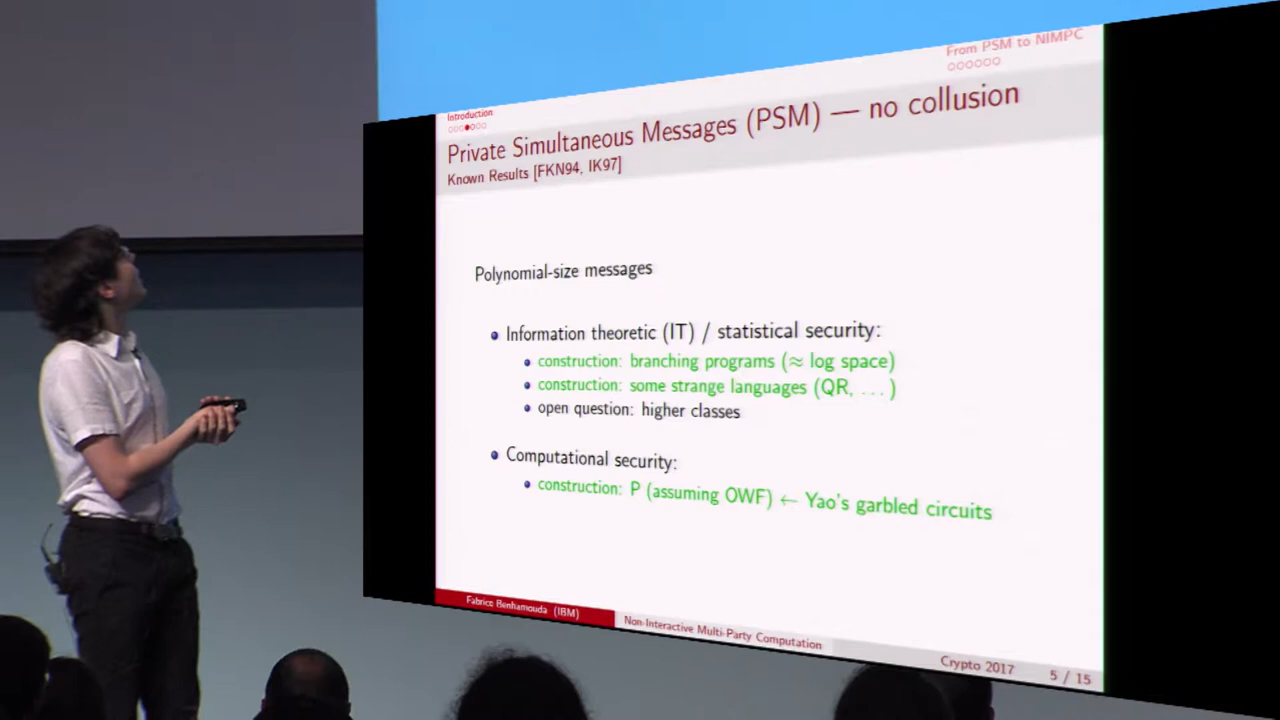 From PSM to NIMPC
Introduction
Private Simultaneous Messages (PSM) — no collusion
Known Results [FKN94, IK97]
Polynomial-size messages
Information theoretic (IT) / statistical security:
construction: branching programs (≈ log space)
construction: some strange languages (QR, ...)
open question: higher classes
Computational security:
construction: P (assuming OWF) ← Yao's garbled circuits
Fabrice Benhamouda (IBM)
Non-Interactive Multi-Party Computation
Crypto 2017
5 / 15